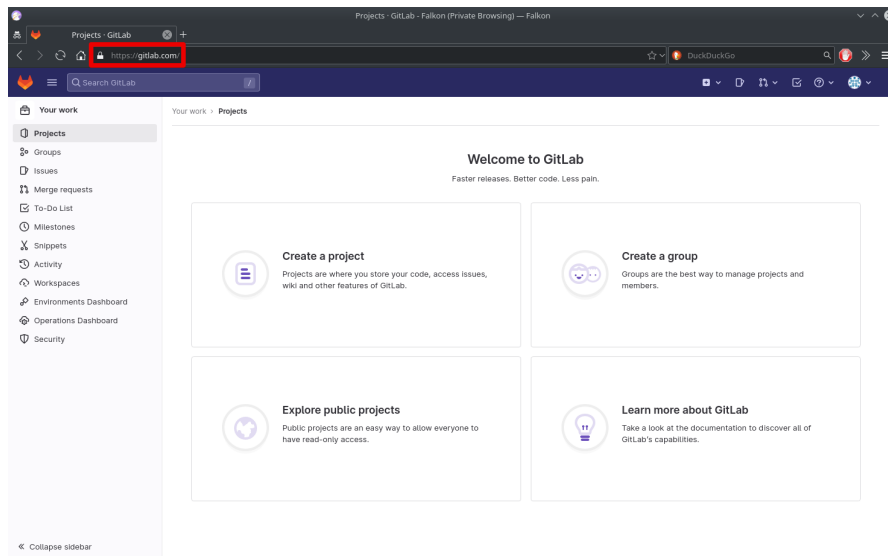 Projects · GitLab - Falkon (Private Browsing) — Falkon
Projects · GitLab
https://gitlab.com/
DuckDuckGo
Search GitLab
/
Your work
Your work › Projects
Projects
Groups
Issues
Merge requests
To-Do List
Milestones
Snippets
Activity
Workspaces
Environments Dashboard
Operations Dashboard
Security
Welcome to GitLab
Faster releases. Better code. Less pain.
Create a project
Projects are where you store your code, access issues,
wiki and other features of GitLab.
Create a group
Groups are the best way to manage projects and
members.
Explore public projects
Public projects are an easy way to allow everyone to
have read-only access.
Learn more about GitLab
Take a look at the documentation to discover all of
GitLab's capabilities.
Collapse sidebar